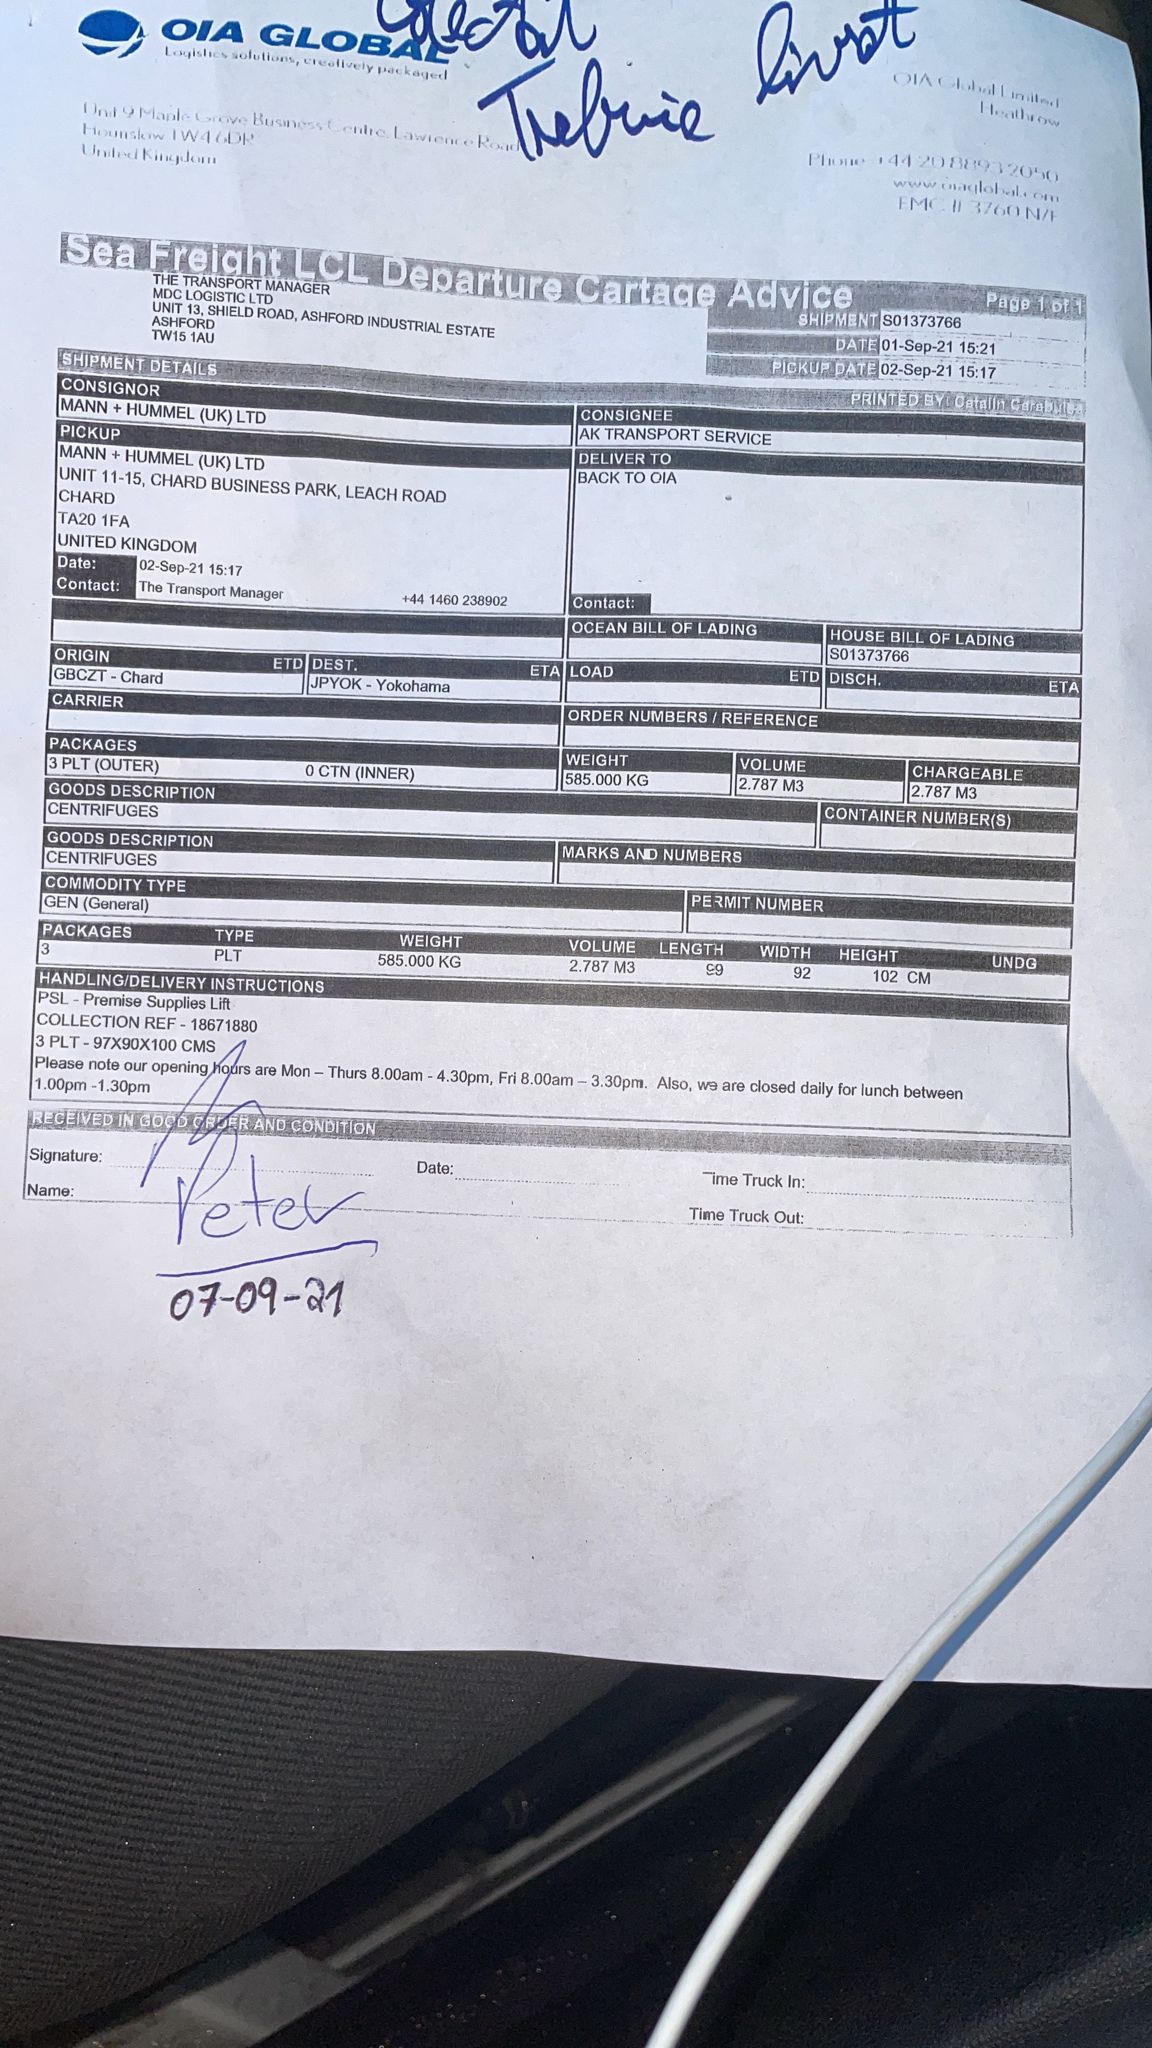 OIA GLOBAL
Logistics solutions, creatively packaged
Trebuie livrat
Unit 9 Maple Grove Business Centre, Lawrence Road
Hounslow TW4 6DR
United Kingdom
OIA Global Limited
Heathrow
Phone +44 20 8893 2050
www.oiaglobal.com
FMC # 3760 N/F
Sea Freight LCL Departure Cartage Advice
Page 1 of 1
THE TRANSPORT MANAGER
MDC LOGISTIC LTD
UNIT 13, SHIELD ROAD, ASHFORD INDUSTRIAL ESTATE
ASHFORD
TW15 1AU
SHIPMENT S01373766
DATE 01-Sep-21 15:21
PICKUP DATE 02-Sep-21 15:17
SHIPMENT DETAILS
PRINTED BY: Catalin
CONSIGNOR
MANN + HUMMEL (UK) LTD
CONSIGNEE
AK TRANSPORT SERVICE
PICKUP
MANN + HUMMEL (UK) LTD
UNIT 11-15, CHARD BUSINESS PARK, LEACH ROAD
CHARD
TA20 1FA
UNITED KINGDOM
Date: 02-Sep-21 15:17
Contact: The Transport Manager +44 1460 238902
DELIVER TO
BACK TO OIA
Contact:
OCEAN BILL OF LADING
HOUSE BILL OF LADING
S01373766
ORIGIN ETD DEST. ETA LOAD ETD DISCH. ETA
GBCZT - Chard JPYOK - Yokohama
CARRIER
ORDER NUMBERS / REFERENCE
PACKAGES
3 PLT (OUTER) 0 CTN (INNER)
WEIGHT VOLUME CHARGEABLE
585.000 KG 2.787 M3 2.787 M3
GOODS DESCRIPTION
CENTRIFUGES
CONTAINER NUMBER(S)
GOODS DESCRIPTION
CENTRIFUGES
MARKS AND NUMBERS
COMMODITY TYPE
GEN (General)
PERMIT NUMBER
PACKAGES TYPE WEIGHT VOLUME LENGTH WIDTH HEIGHT UNDG
3 PLT 585.000 KG 2.787 M3 99 92 102 CM
HANDLING/DELIVERY INSTRUCTIONS
PSL - Premise Supplies Lift
COLLECTION REF - 18671880
3 PLT - 97X90X100 CMS
Please note our opening hours are Mon – Thurs 8.00am - 4.30pm, Fri 8.00am – 3.30pm. Also, we are closed daily for lunch between
1.00pm -1.30pm
RECEIVED IN GOOD ORDER AND CONDITION
Signature: Date: Time Truck In:
Name: Peter Time Truck Out:
07-09-21